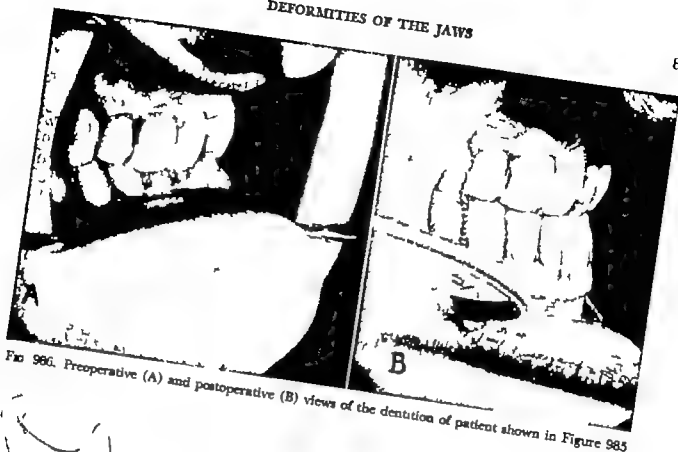 DEFORMITIES OF THE JAWS
8
A
B
FIG 986. Preoperative (A) and postoperative (B) views of the dentition of patient shown in Figure 985